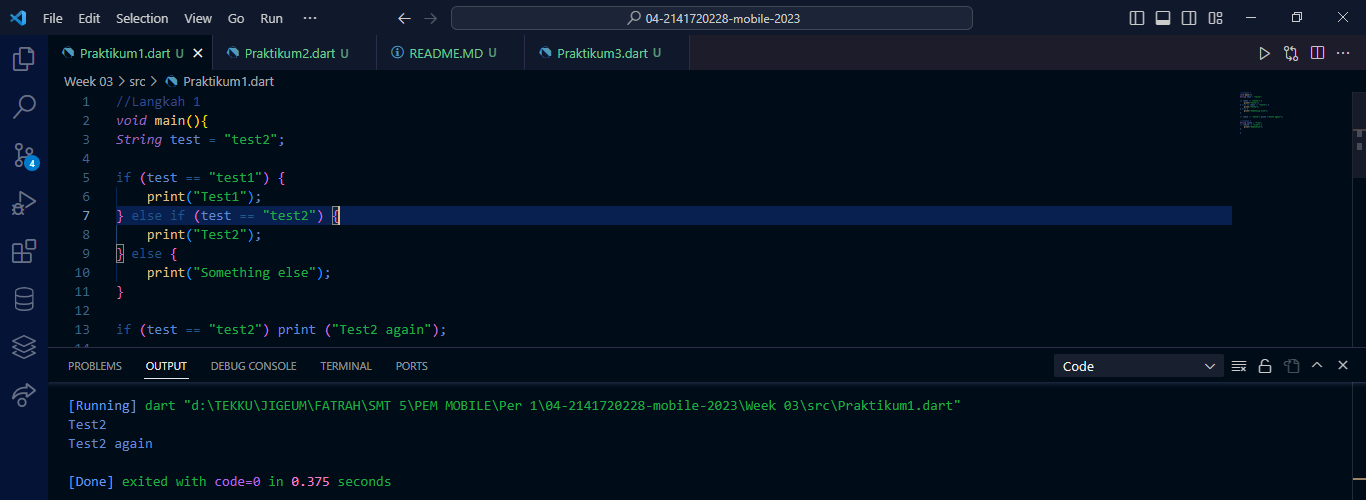 File Edit Selection View Go Run ··· 04-2141720228-mobile-2023
Praktikum1.dart U Praktikum2.dart U README.MD U Praktikum3.dart U
Week 03 > src > Praktikum1.dart
1 //Langkah 1
2 void main(){
3 String test = "test2";
4
5 if (test == "test1") {
6 print("Test1");
7 } else if (test == "test2") {
8 print("Test2");
9 } else {
10 print("Something else");
11 }
12
13 if (test == "test2") print ("Test2 again");
4
PROBLEMS OUTPUT DEBUG CONSOLE TERMINAL PORTS Code
[Running] dart "d:\TEKKU\JIGEUM\FATRAH\SMT 5\PEM MOBILE\Per 1\04-2141720228-mobile-2023\Week 03\src\Praktikum1.dart"
Test2
Test2 again
[Done] exited with code=0 in 0.375 seconds